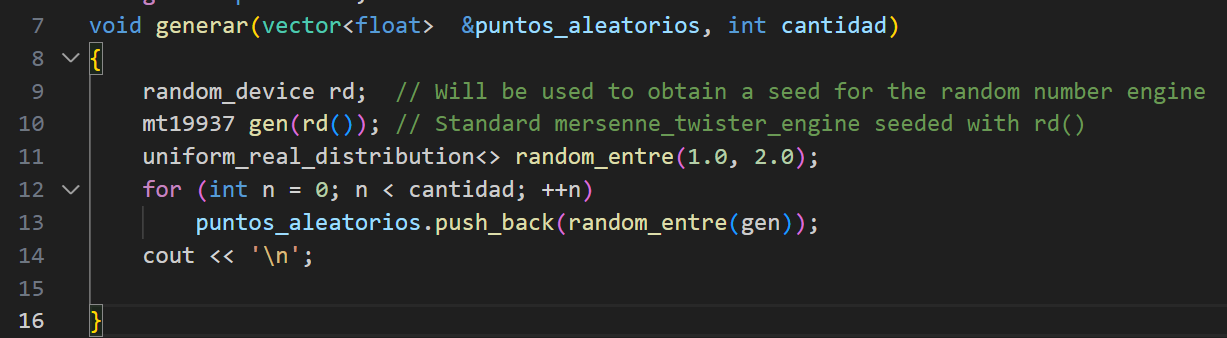 7 void generar(vector<float>  &puntos_aleatorios, int cantidad)
8 {
9     random_device rd;  // Will be used to obtain a seed for the random number engine
10     mt19937 gen(rd()); // Standard mersenne_twister_engine seeded with rd()
11     uniform_real_distribution<> random_entre(1.0, 2.0);
12     for (int n = 0; n < cantidad; ++n)
13         puntos_aleatorios.push_back(random_entre(gen));
14     cout << '\n';
15
16 }